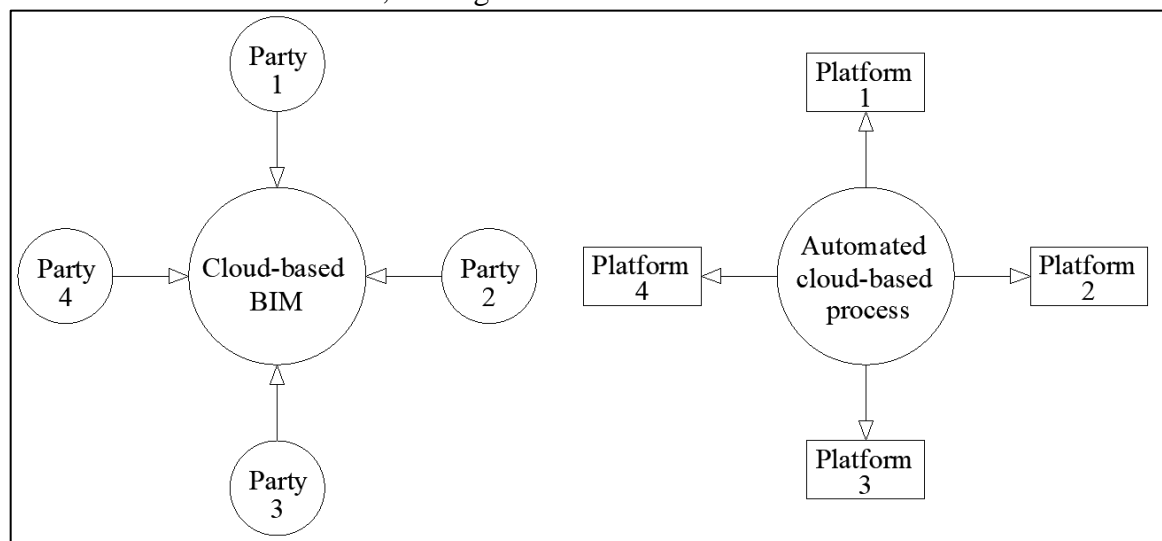 Party
1
Party
4
Cloud-based
BIM
Party
2
Party
3
Platform
1
Platform
4
Automated
cloud-based
process
Platform
2
Platform
3